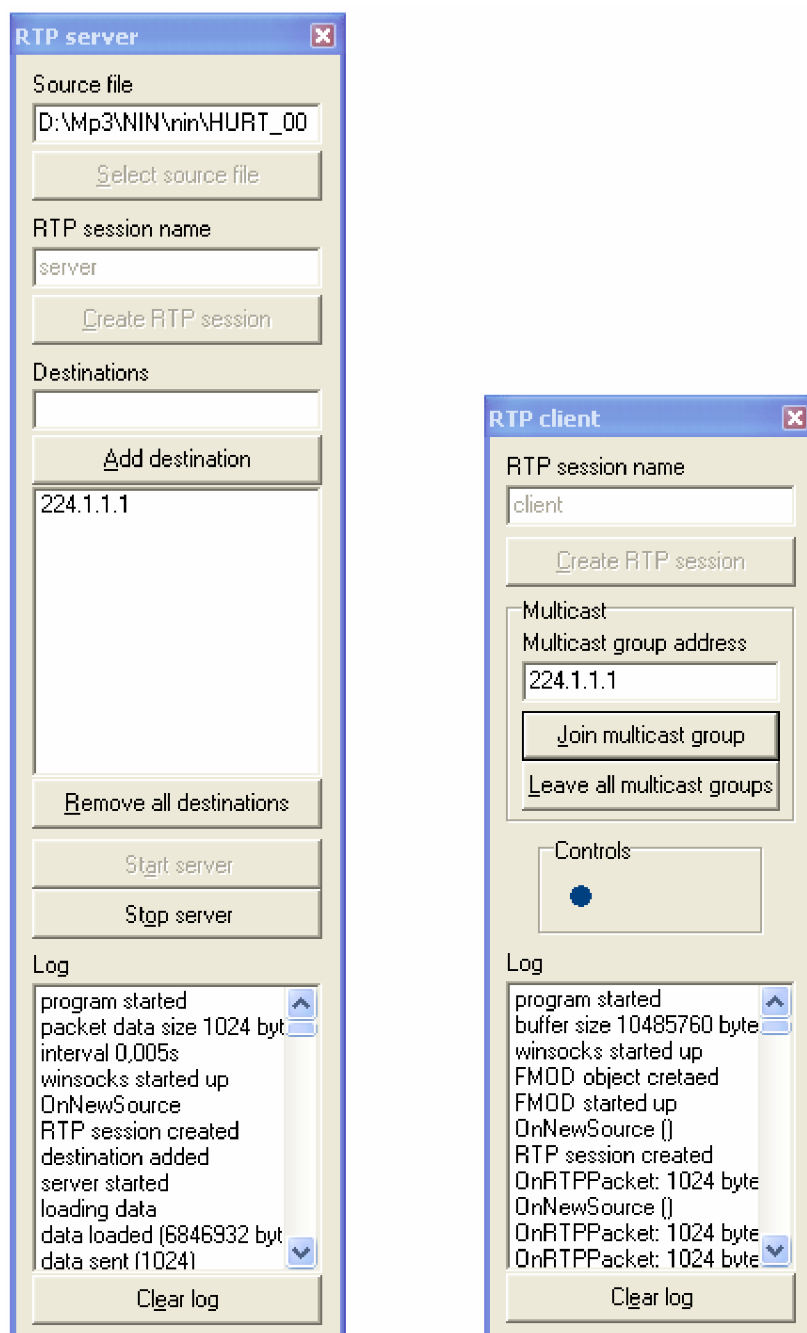 RTP server
Source file
D:\Mp3\NIN\nin\HURT_00
Select source file
RTP session name
server
Create RTP session
Destinations
Add destination
224.1.1.1
Remove all destinations
Start server
Stop server
Log
program started
packet data size 1024 byt
interval 0,005s
winsocks started up
OnNewSource
RTP session created
destination added
server started
loading data
data loaded (6846932 byt
data sent (1024)
Clear log
RTP client
RTP session name
client
Create RTP session
Multicast
Multicast group address
224.1.1.1
Join multicast group
Leave all multicast groups
Controls
Log
program started
buffer size 10485760 byte
winsocks started up
FMOD object cretaed
FMOD started up
OnNewSource ()
RTP session created
OnRTPPacket: 1024 byte
OnNewSource ()
OnRTPPacket: 1024 byte
OnRTPPacket: 1024 byte
Clear log